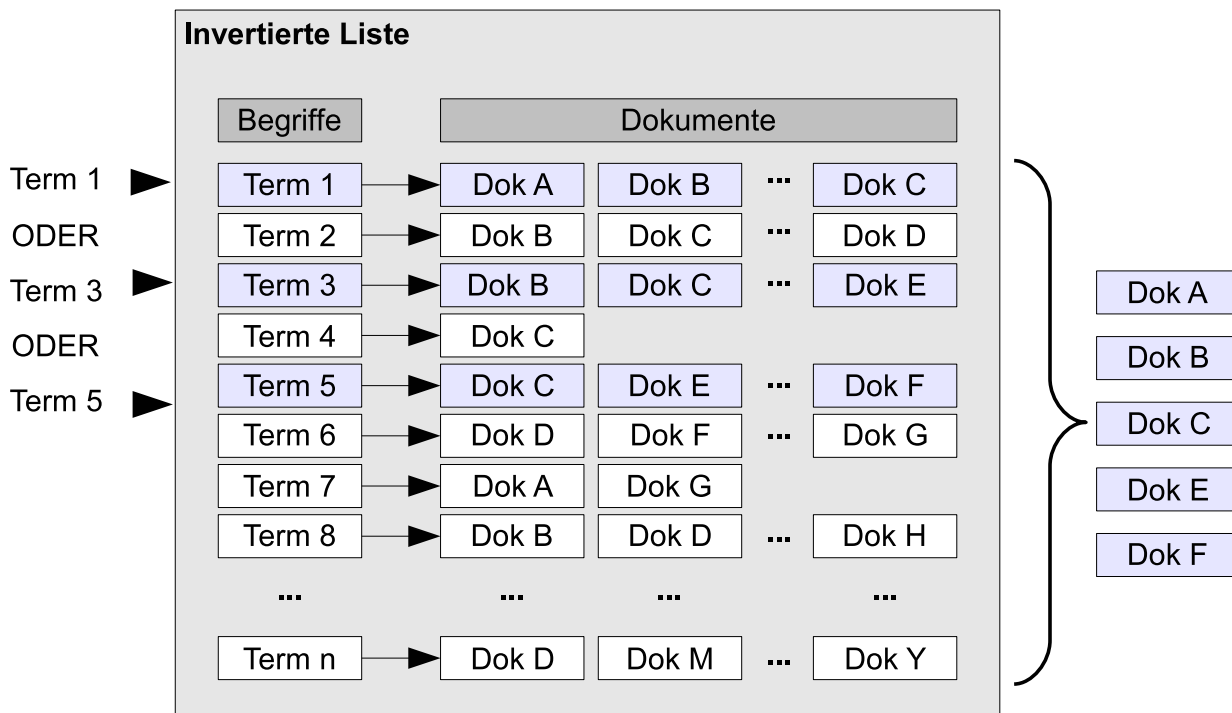 Invertierte Liste
Begriffe Dokumente
Term 1 Term 1 Dok A Dok B ... Dok C
ODER Term 2 Dok B Dok C ... Dok D
Term 3 Term 3 Dok B Dok C ... Dok E Dok A
ODER Term 4 Dok C Dok B
Term 5 Term 5 Dok C Dok E ... Dok F Dok C
Term 6 Dok D Dok F ... Dok G
Term 7 Dok A Dok G Dok E
Term 8 Dok B Dok D ... Dok H Dok F
... ... ... ...
Term n Dok D Dok M ... Dok Y